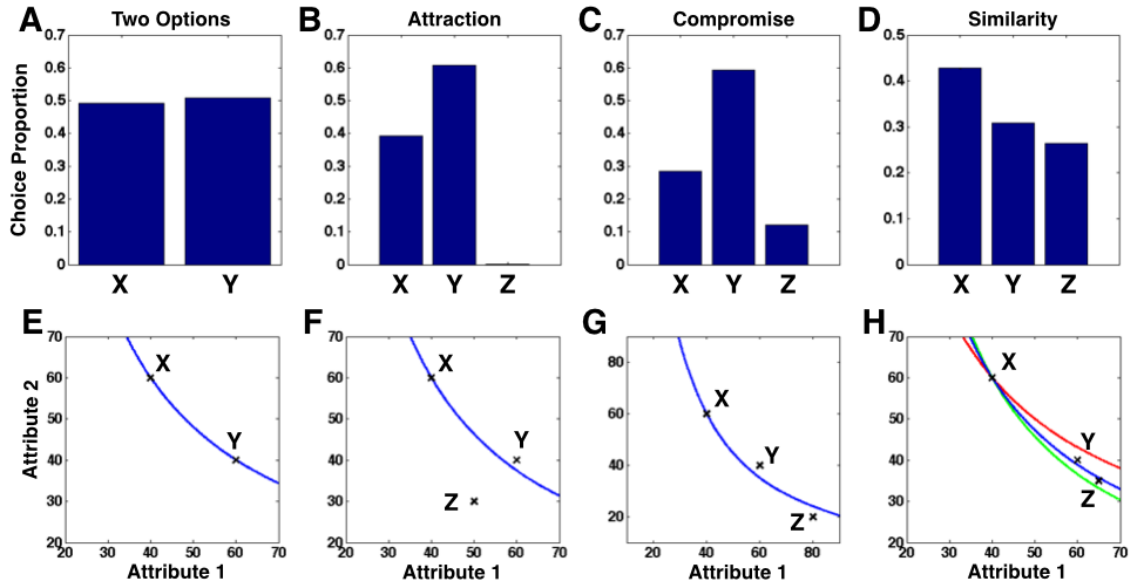 A Two Options
B Attraction
C Compromise
D Similarity
Choice Proportion
0.7
0.6
0.5
0.4
0.3
0.2
0.1
0
X Y
0.7
0.6
0.5
0.4
0.3
0.2
0.1
0
X Y Z
0.7
0.6
0.5
0.4
0.3
0.2
0.1
0
X Y Z
0.5
0.4
0.3
0.2
0.1
0
X Y Z
E
Attribute 2
70
60
50
40
30
20
X
Y
20 30 40 50 60 70
Attribute 1
F
70
60
50
40
30
20
X
Y
Z
20 30 40 50 60 70
Attribute 1
G
80
60
40
20
X
Y
Z
20 40 60 80
Attribute 1
H
70
60
50
40
30
20
X
Y
Z
20 30 40 50 60 70
Attribute 1